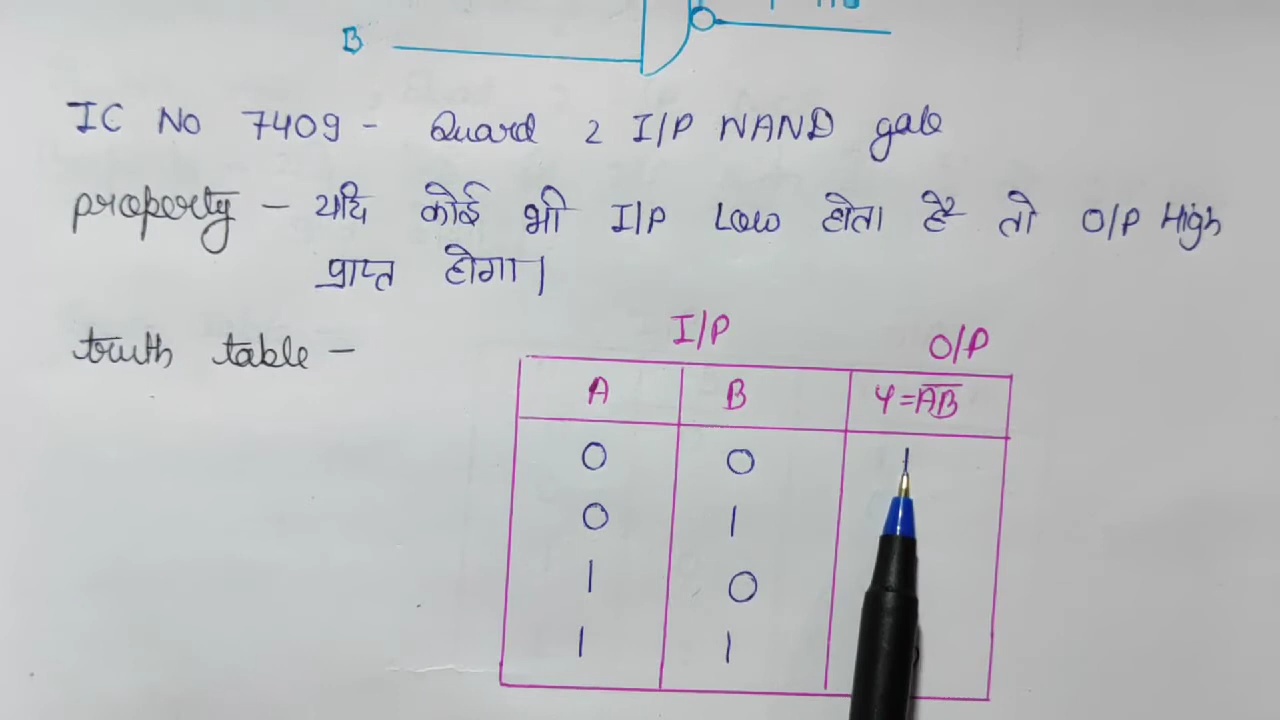 B
IC No 7409 - Quard 2 I/P NAND gate
property - यदि कोई भी I/P Low होता है तो O/P High
प्राप्त होगा।
truth table -
I/P O/P
A B Y=A̅B̅
0 0 1
0 1
1 0
1 1